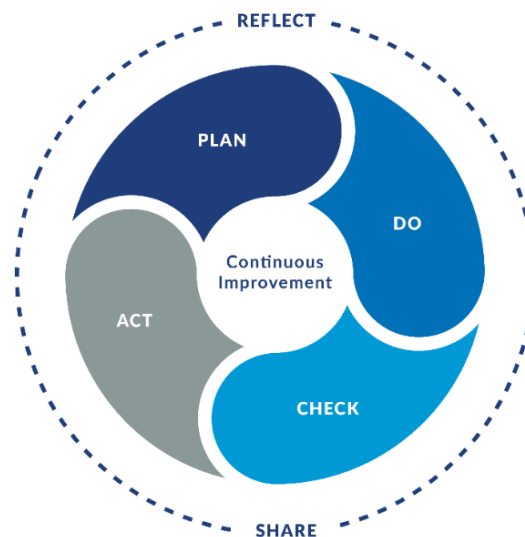 REFLECT
PLAN
DO
Continuous
Improvement
ACT
CHECK
SHARE